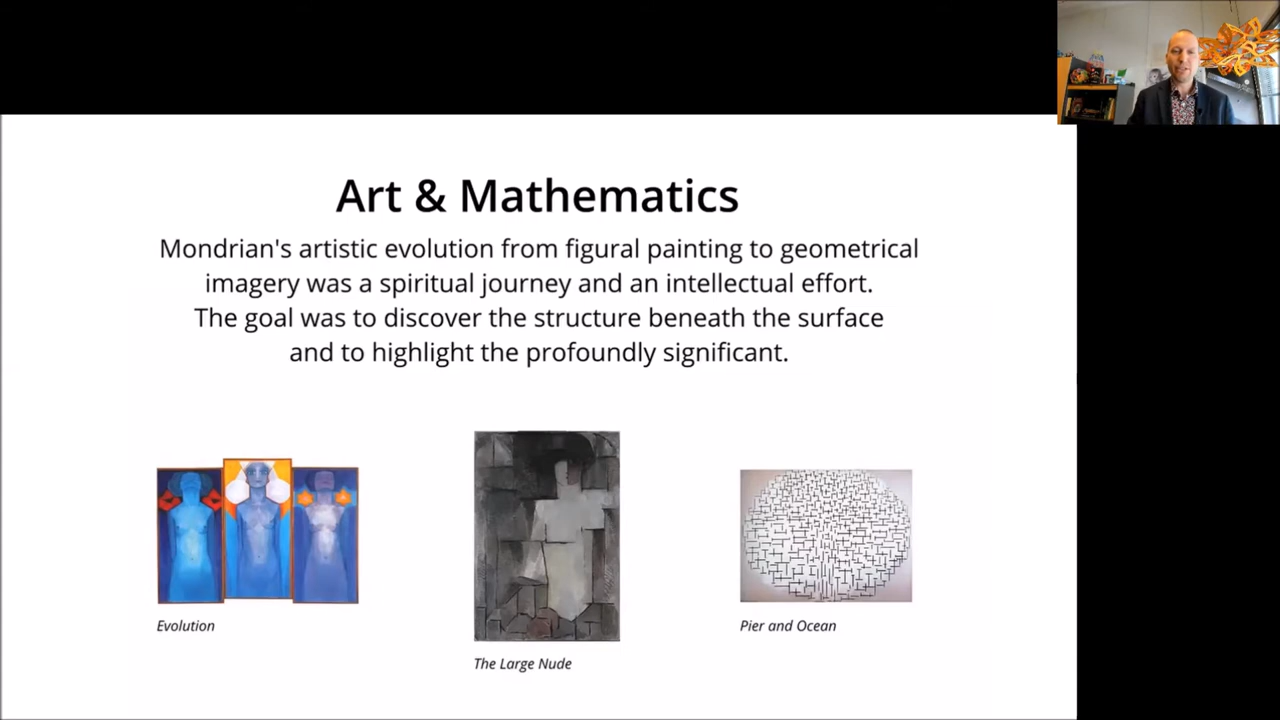 Art & Mathematics
Mondrian's artistic evolution from figural painting to geometrical
imagery was a spiritual journey and an intellectual effort.
The goal was to discover the structure beneath the surface
and to highlight the profoundly significant.
Evolution
The Large Nude
Pier and Ocean